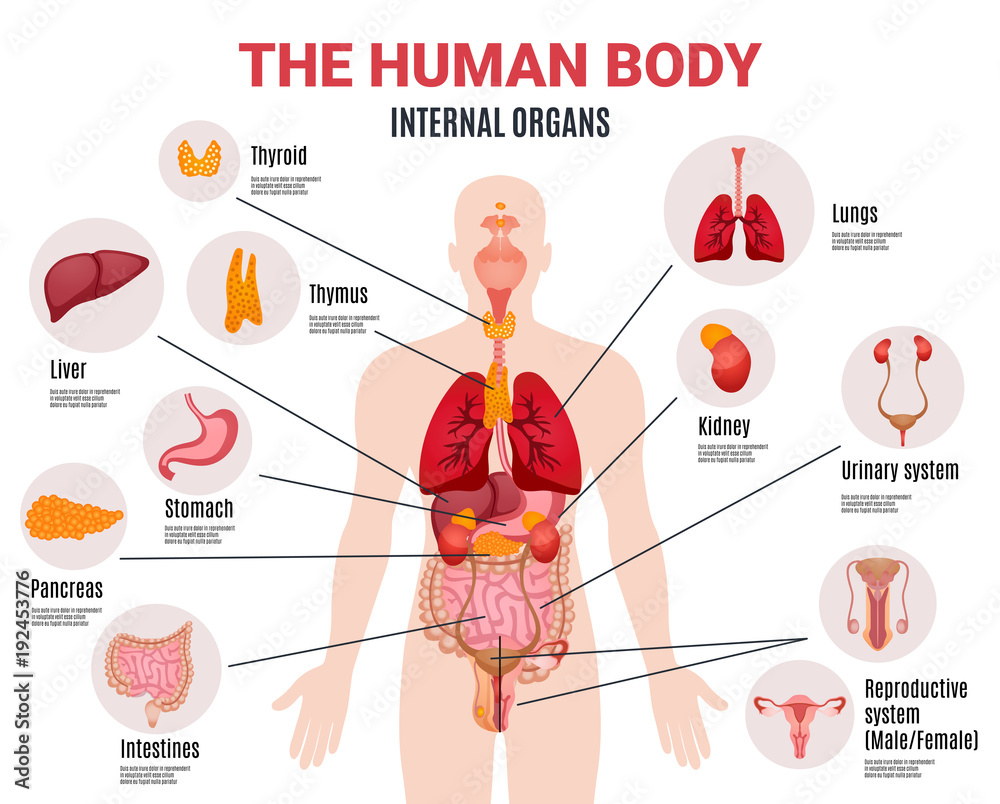 THE HUMAN BODY
INTERNAL ORGANS
Thyroid
Duis aute irure dolor in reprehenderit
in voluptate velit esse cillum
dolore eu fugiat nulla pariatur
Lungs
Duis aute irure dolor in reprehenderit
in voluptate velit esse cillum
dolore eu fugiat nulla pariatur
Thymus
Duis aute irure dolor in reprehenderit
in voluptate velit esse cillum
dolore eu fugiat nulla pariatur
Liver
Duis aute irure dolor in reprehenderit
in voluptate velit esse cillum
dolore eu fugiat nulla pariatur
Kidney
Duis aute irure dolor in reprehenderit
in voluptate velit esse cillum
dolore eu fugiat nulla pariatur
Urinary system
Duis aute irure dolor in reprehenderit
in voluptate velit esse cillum
dolore eu fugiat nulla pariatur
Stomach
Duis aute irure dolor in reprehenderit
in voluptate velit esse cillum
dolore eu fugiat nulla pariatur
Pancreas
Duis aute irure dolor in reprehenderit
in voluptate velit esse cillum
dolore eu fugiat nulla pariatur
Intestines
Duis aute irure dolor in reprehenderit
in voluptate velit esse cillum
dolore eu fugiat nulla pariatur
Reproductive
system
(Male/Female)
Duis aute irure dolor in reprehenderit
in voluptate velit esse cillum
dolore eu fugiat nulla pariatur
Adobe Stock | #192453776